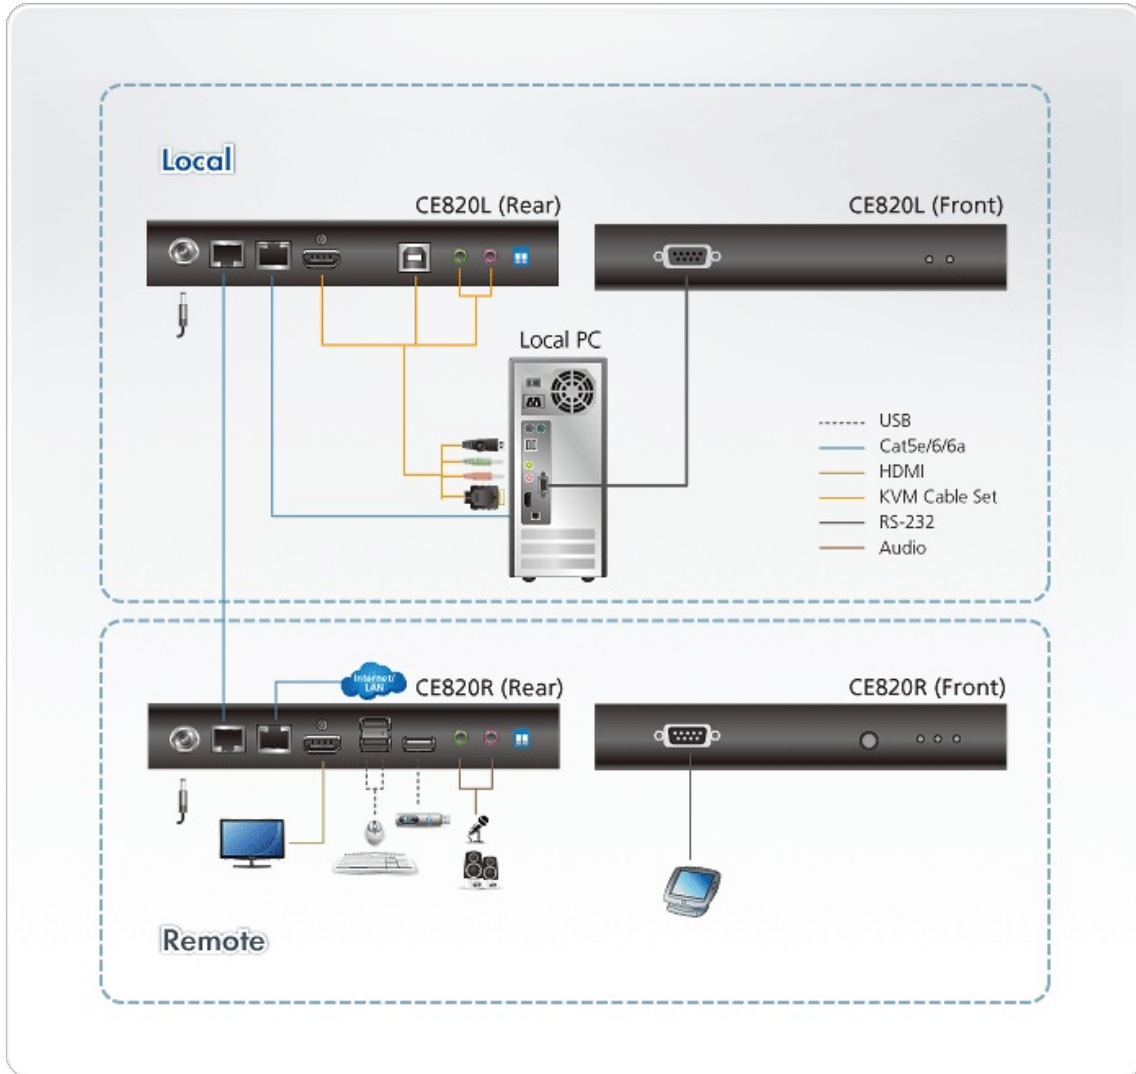 Local
CE820L (Rear)
CE820L (Front)
Local PC
USB
Cat5e/6/6a
HDMI
KVM Cable Set
RS-232
Audio
Internet/
LAN
CE820R (Rear)
CE820R (Front)
Remote